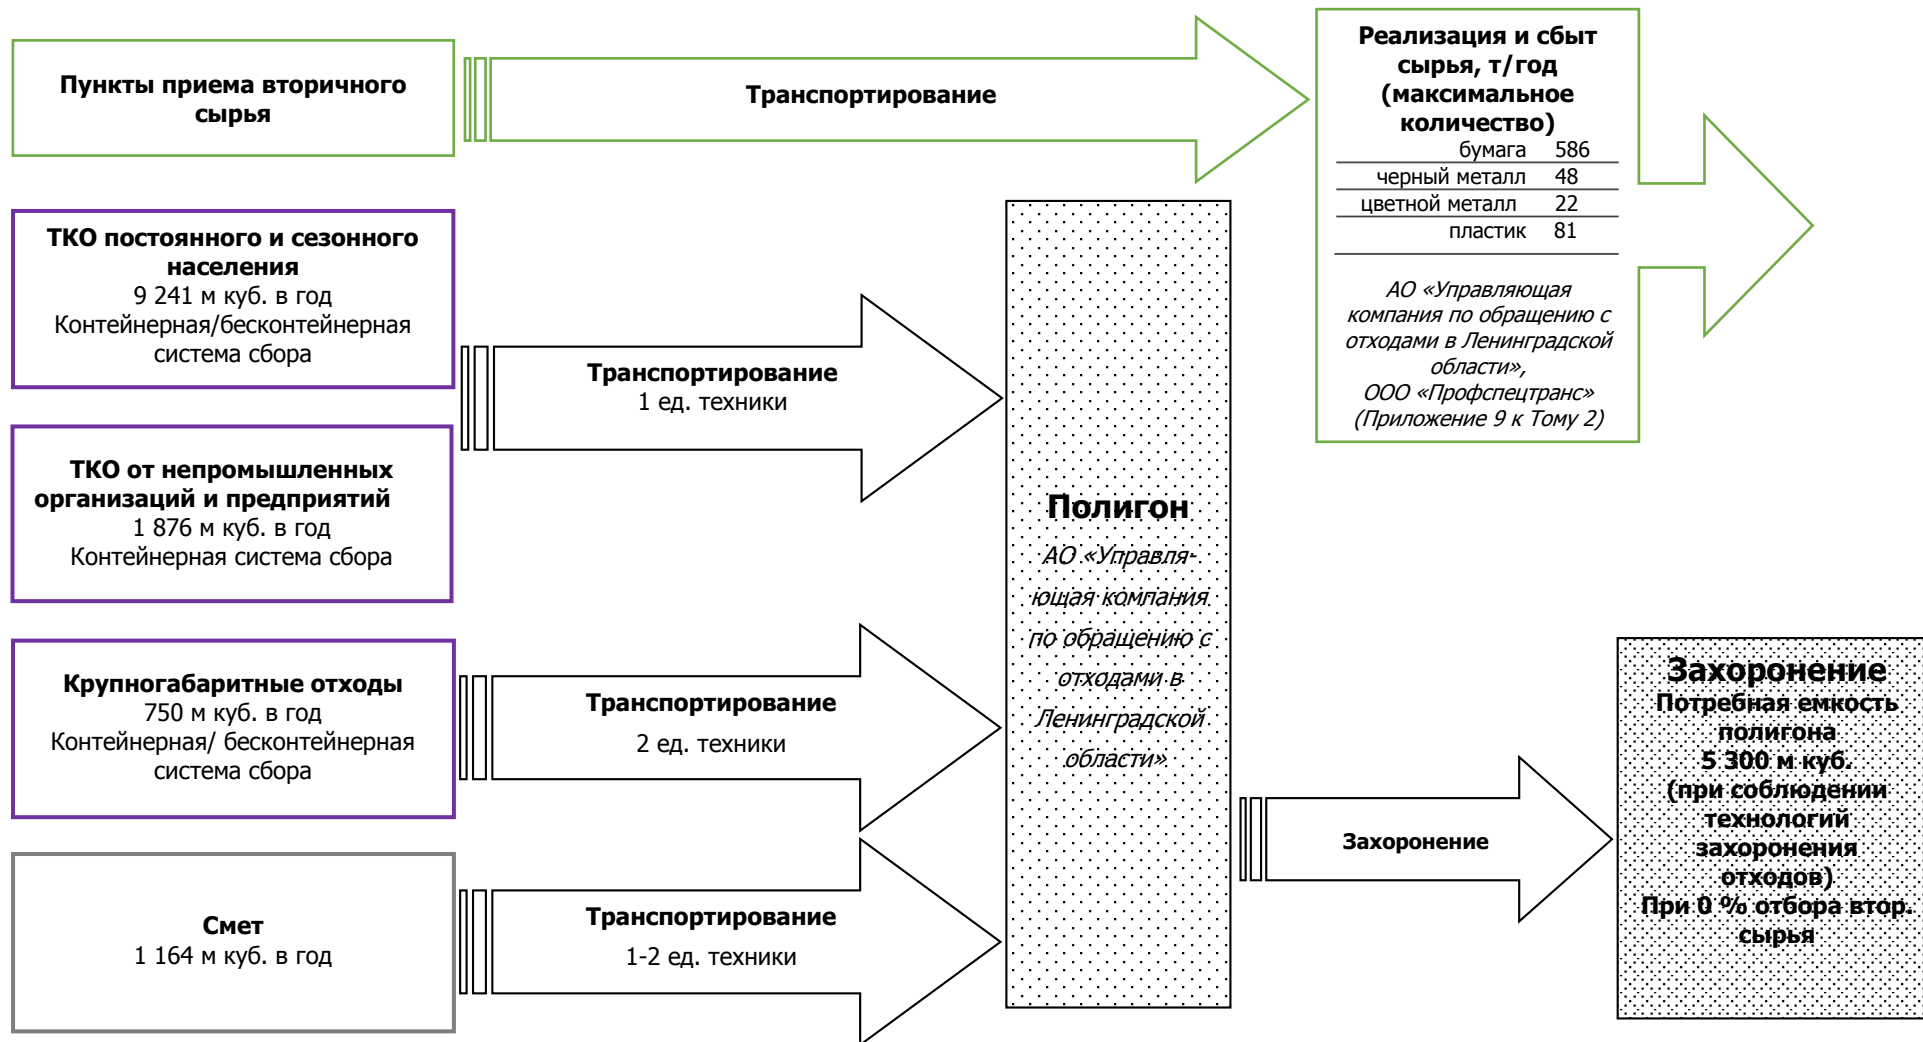 Пункты приема вторичного
сырья
Транспортирование
Реализация и сбыт
сырья, т/год
(максимальное
количество)
бумага 586
черный металл 48
цветной металл 22
пластик 81
АО «Управляющая
компания по обращению с
отходами в Ленинградской
области»,
ООО «Профспецтранс»
(Приложение 9 к Тому 2)
ТКО постоянного и сезонного
населения
9 241 м куб. в год
Контейнерная/бесконтейнерная
система сбора
ТКО от непромышленных
организаций и предприятий
1 876 м куб. в год
Контейнерная система сбора
Транспортирование
1 ед. техники
Крупногабаритные отходы
750 м куб. в год
Контейнерная/ бесконтейнерная
система сбора
Транспортирование
2 ед. техники
Смет
1 164 м куб. в год
Транспортирование
1-2 ед. техники
Полигон
АО «Управля-
ющая компания
по обращению с
отходами в
Ленинградской
области»
Захоронение
Захоронение
Потребная емкость
полигона
5 300 м куб.
(при соблюдении
технологий
захоронения
отходов)
При 0 % отбора втор.
сырья